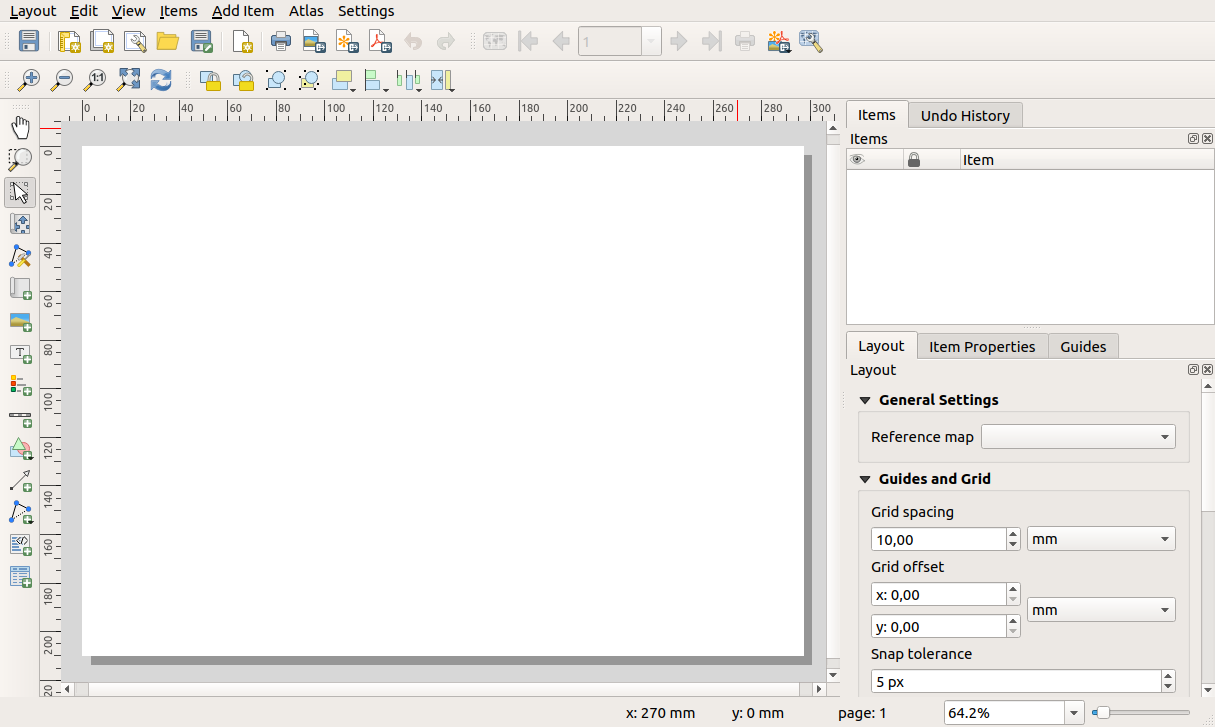 Layout Edit View Items Add Item Atlas Settings
1
1:1
0 20 40 60 80 100 120 140 160 180 200 220 240 260 280 300
0
20
40
60
80
100
120
140
160
180
200
20
Items Undo History
Items
Item
Layout Item Properties Guides
Layout
General Settings
Reference map
Guides and Grid
Grid spacing
10,00 mm
Grid offset
x: 0,00
mm
y: 0,00
Snap tolerance
5 px
x: 270 mm y: 0 mm page: 1 64.2%